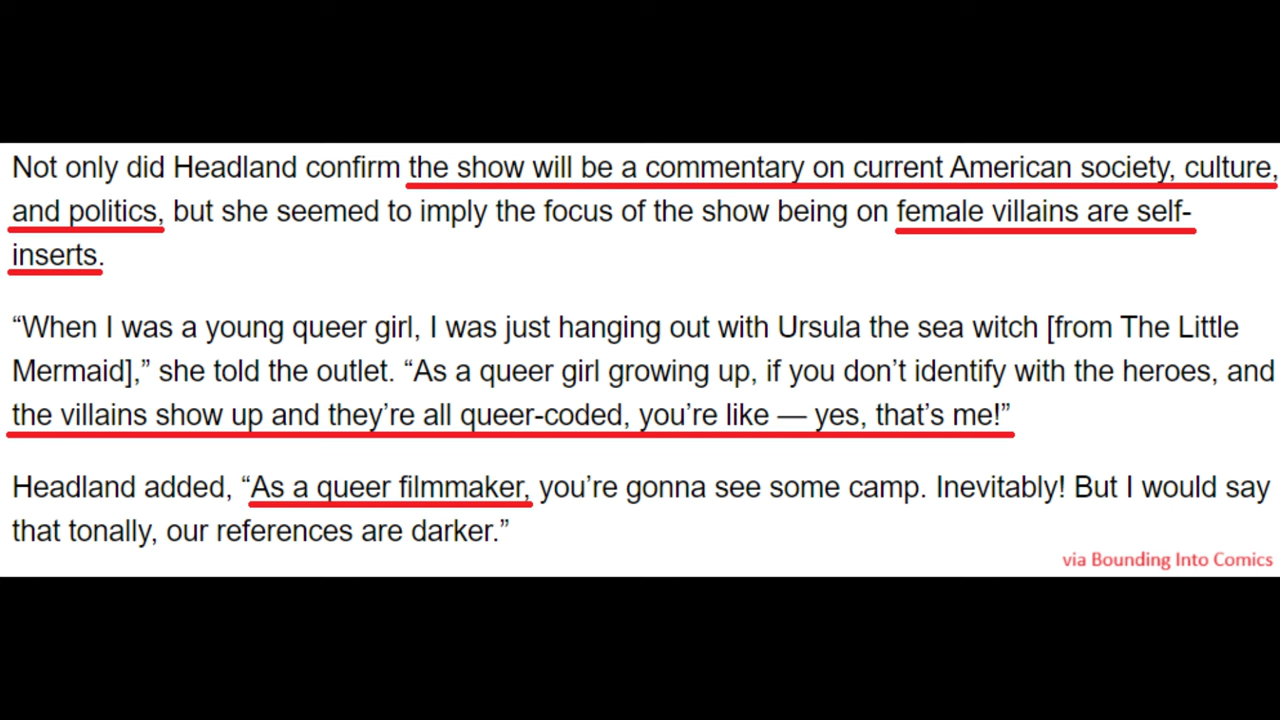 Not only did Headland confirm the show will be a commentary on current American society, culture,
and politics, but she seemed to imply the focus of the show being on female villains are self-
inserts.
“When I was a young queer girl, I was just hanging out with Ursula the sea witch [from The Little
Mermaid],” she told the outlet. “As a queer girl growing up, if you don’t identify with the heroes, and
the villains show up and they’re all queer-coded, you’re like — yes, that’s me!”
Headland added, “As a queer filmmaker, you’re gonna see some camp. Inevitably! But I would say
that tonally, our references are darker.”
via Bounding Into Comics